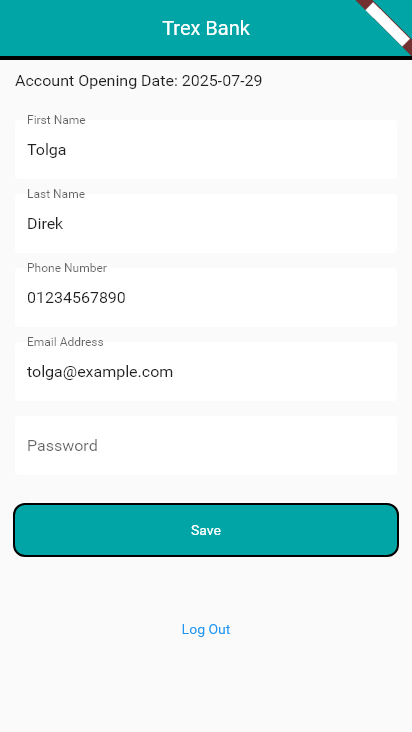 Trex Bank
Account Opening Date: 2025-07-29
First Name
Tolga
Last Name
Direk
Phone Number
01234567890
Email Address
tolga@example.com
Password
Save
Log Out